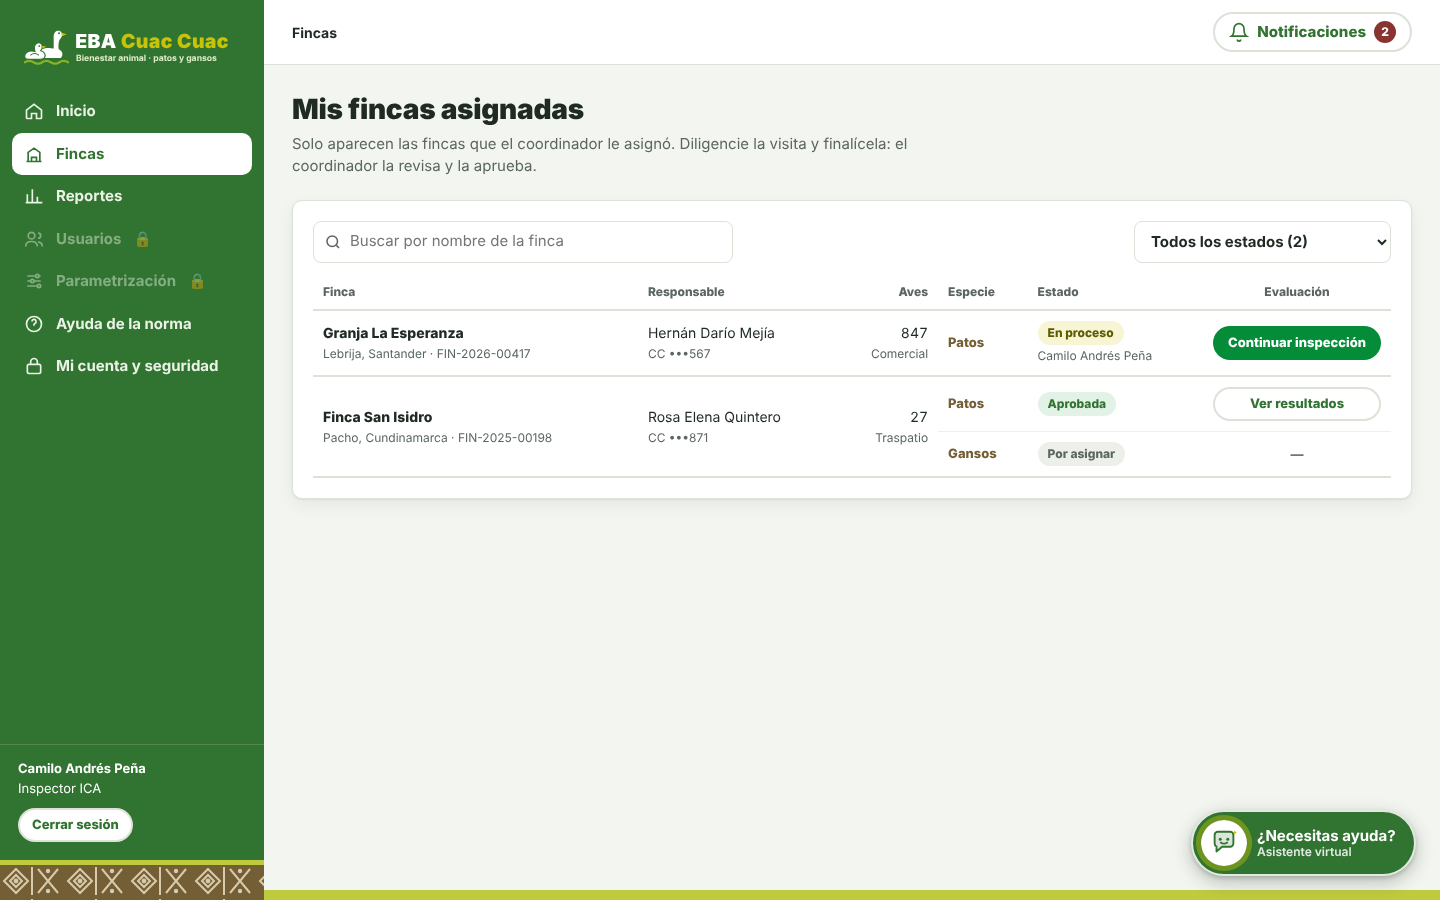 EBA Cuac Cuac
Bienestar animal · patos y gansos
Inicio
Fincas
Reportes
Usuarios
Parametrización
Ayuda de la norma
Mi cuenta y seguridad
Camilo Andrés Peña
Inspector ICA
Cerrar sesión
Fincas
Notificaciones 2
Mis fincas asignadas
Solo aparecen las fincas que el coordinador le asignó. Diligencie la visita y finalícela: el
coordinador la revisa y la aprueba.
Buscar por nombre de la finca
Todos los estados (2)
Finca Responsable Aves Especie Estado Evaluación
Granja La Esperanza Hernán Darío Mejía 847 Patos En proceso Continuar inspección
Lebrija, Santander · FIN-2026-00417 CC •••567 Comercial Camilo Andrés Peña
Patos Aprobada Ver resultados
Finca San Isidro Rosa Elena Quintero 27
Pacho, Cundinamarca · FIN-2025-00198 CC •••871 Traspatio
Gansos Por asignar —
¿Necesitas ayuda?
Asistente virtual